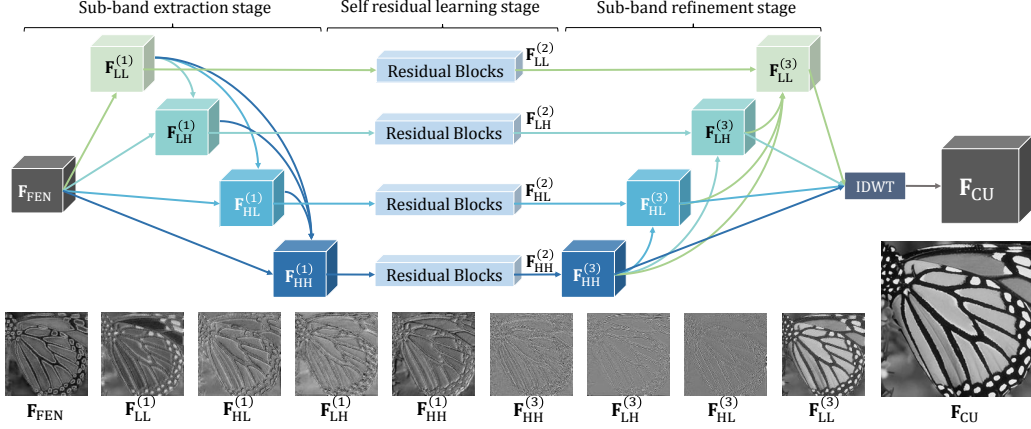 Sub-band extraction stage
Self residual learning stage
Sub-band refinement stage
F_LL^(1)
Residual Blocks
F_LL^(2)
F_LL^(3)
F_LH^(1)
Residual Blocks
F_LH^(2)
F_LH^(3)
F_FEN
F_HL^(1)
Residual Blocks
F_HL^(2)
F_HL^(3)
IDWT
F_CU
F_HH^(1)
Residual Blocks
F_HH^(2)
F_HH^(3)
F_FEN
F_LL^(1)
F_HL^(1)
F_LH^(1)
F_HH^(1)
F_HH^(3)
F_LH^(3)
F_HL^(3)
F_LL^(3)
F_CU